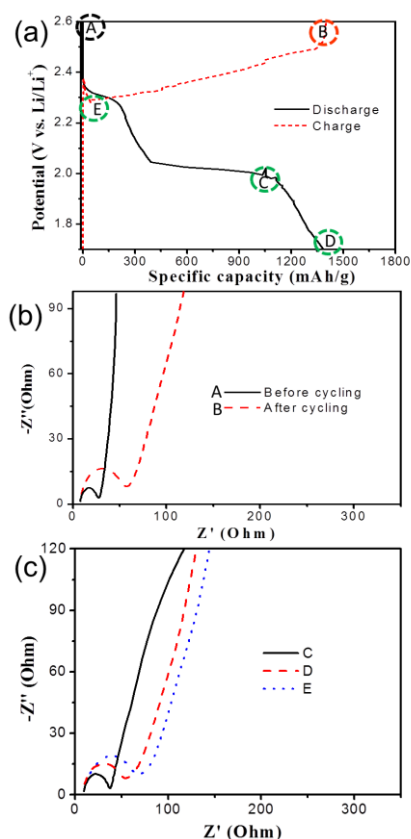 (a)
A
B
2.6
2.4
2.2
2.0
1.8
Potential (V vs. Li/Li+)
E
Discharge
Charge
C
D
0 300 600 900 1200 1500 1800
Specific capacity (mAh/g)
(b)
90
60
30
0
-Z''(Ohm)
A Before cycling
B After cycling
0 100 200 300
Z' (Ohm)
(c)
120
90
60
30
0
-Z'' (Ohm)
C
D
E
0 100 200 300
Z' (Ohm)